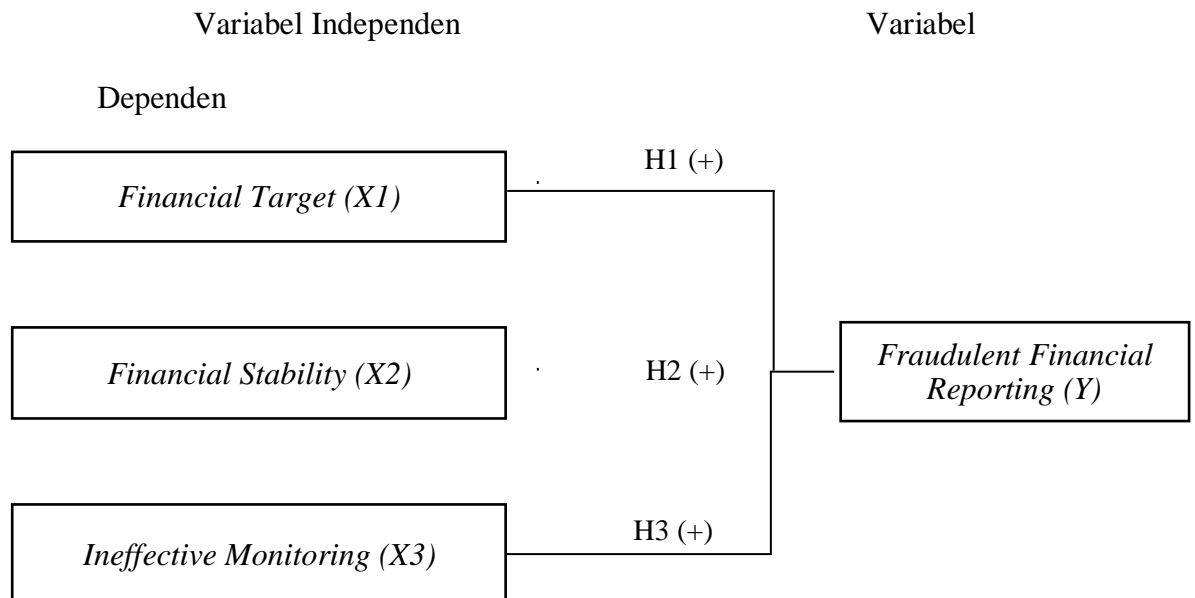 Variabel Independen Variabel
Dependen
H1 (+)
Financial Target (X1)
Financial Stability (X2)
H2 (+)
Fraudulent Financial
Reporting (Y)
H3 (+)
Ineffective Monitoring (X3)